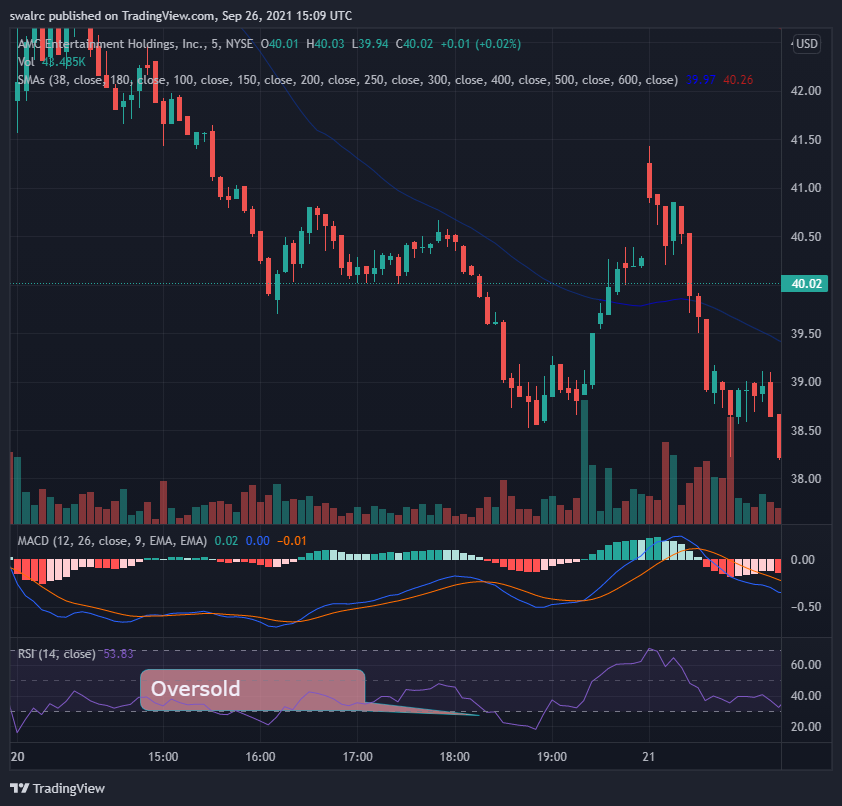 swalrc published on TradingView.com, Sep 26, 2021 15:09 UTC
AMC Entertainment Holdings, Inc., 5, NYSE O40.01 H40.03 L39.94 C40.02 +0.01 (+0.02%)
USD
Vol 43.485K
SMAs (38, close, 180, close, 100, close, 150, close, 200, close, 250, close, 300, close, 400, close, 500, close, 600, close) 39.97 40.26
42.00
41.50
41.00
40.50
40.02
39.50
39.00
38.50
38.00
MACD (12, 26, close, 9, EMA, EMA) 0.02 0.00 −0.01
0.00
−0.50
RSI (14, close) 53.83
60.00
Oversold
40.00
20.00
20 15:00 16:00 17:00 18:00 19:00 21
TradingView